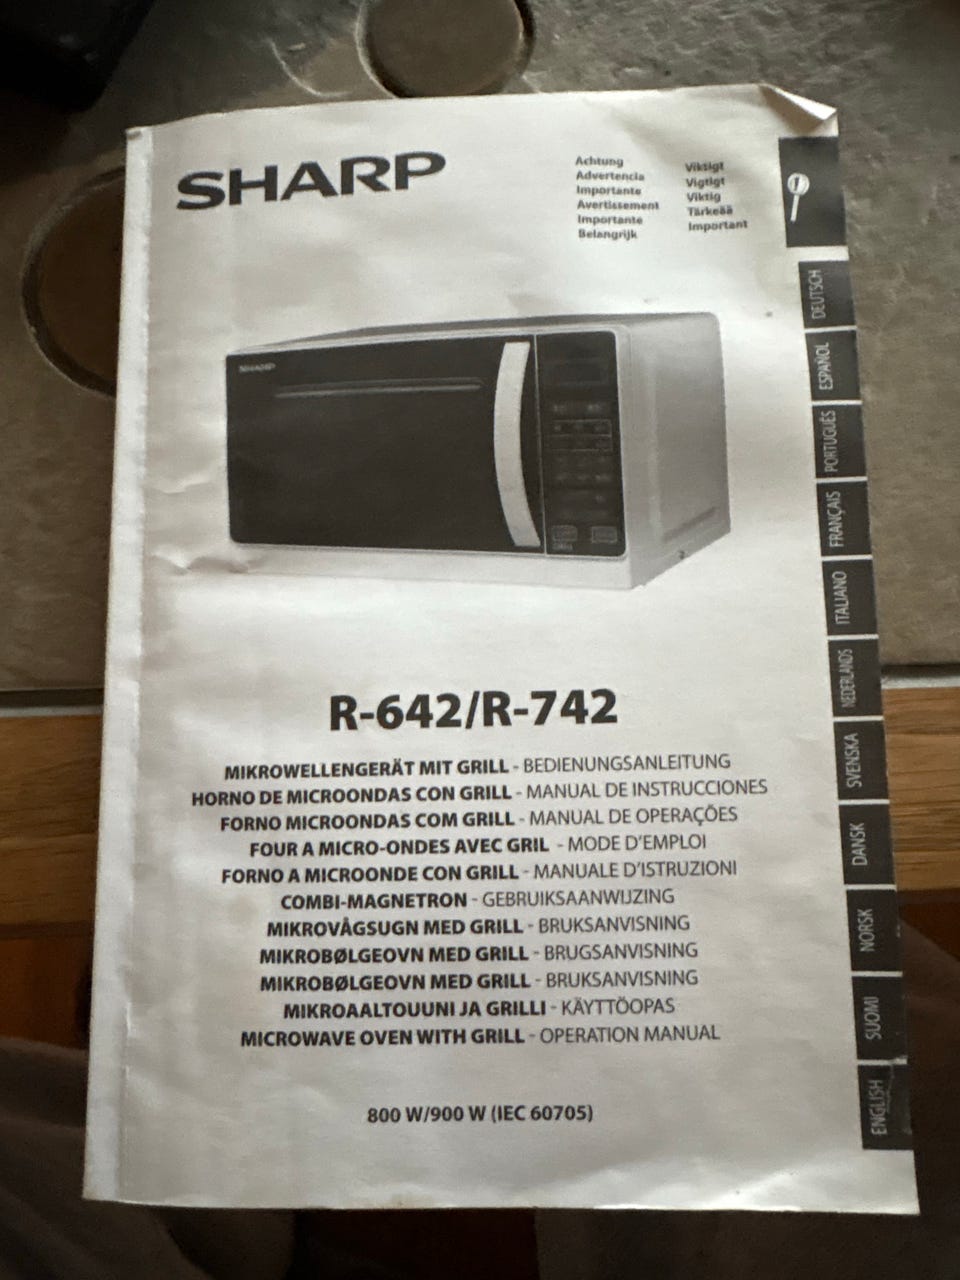 SHARP
Achtung
Advertencia
Importante
Avertissement
Importante
Belangrijk
Viktigt
Vigtigt
Viktig
Tärkeää
Important
SHARP
R-642/R-742
MIKROWELLENGERÄT MIT GRILL - BEDIENUNGSANLEITUNG
HORNO DE MICROONDAS CON GRILL - MANUAL DE INSTRUCCIONES
FORNO MICROONDAS COM GRILL - MANUAL DE OPERAÇÕES
FOUR A MICRO-ONDES AVEC GRIL - MODE D'EMPLOI
FORNO A MICROONDE CON GRILL - MANUALE D'ISTRUZIONI
COMBI-MAGNETRON - GEBRUIKSAANWIJZING
MIKROVÅGSUGN MED GRILL - BRUKSANVISNING
MIKROBØLGEOVN MED GRILL - BRUGSANVISNING
MIKROBØLGEOVN MED GRILL - BRUKSANVISNING
MIKROAALTOUUNI JA GRILLI - KÄYTTÖOPAS
MICROWAVE OVEN WITH GRILL - OPERATION MANUAL
800 W/900 W (IEC 60705)
DEUTSCH
ESPAÑOL
PORTUGUÊS
FRANÇAIS
ITALIANO
NEDERLANDS
SVENSKA
DANSK
NORSK
SUOMI
ENGLISH